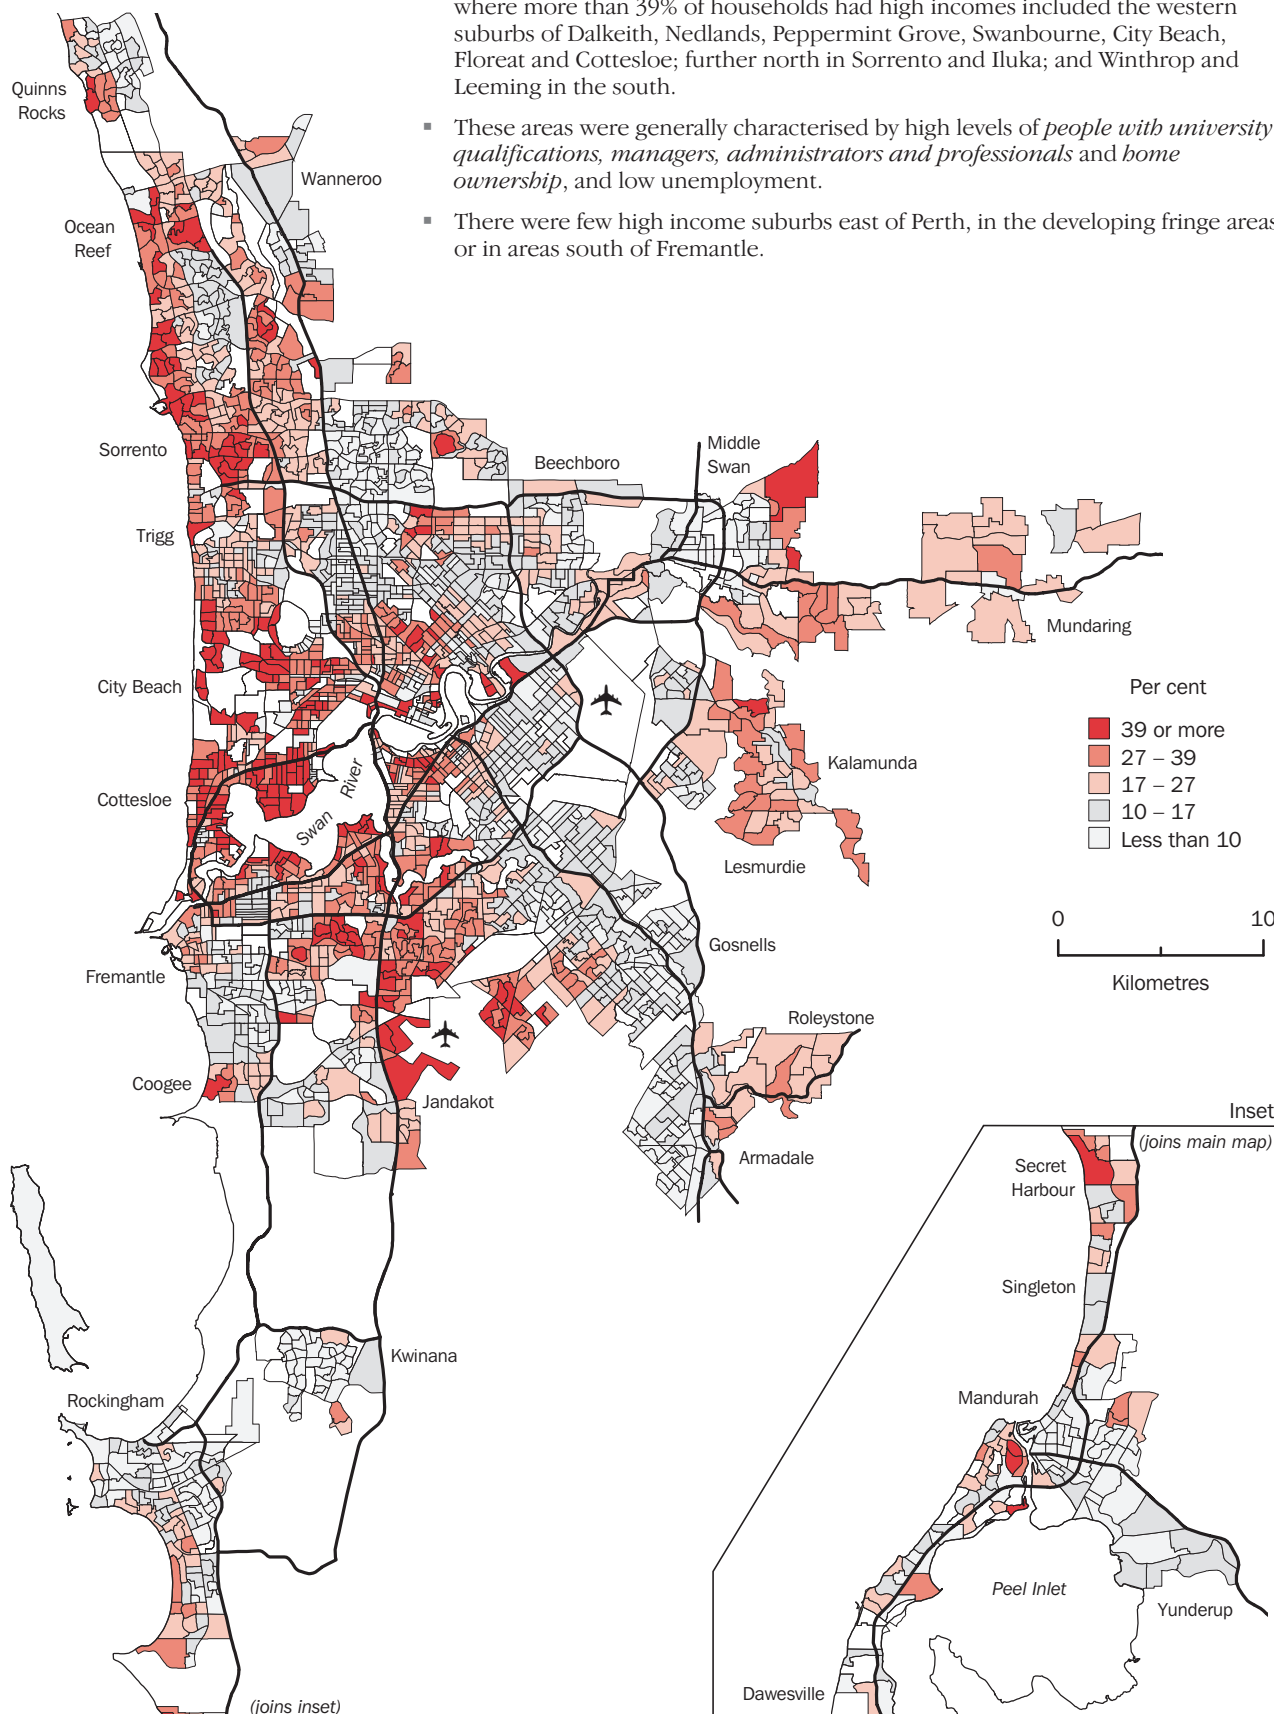 where more than 39% of households had high incomes included the western
suburbs of Dalkeith, Nedlands, Peppermint Grove, Swanbourne, City Beach,
Floreat and Cottesloe; further north in Sorrento and Iluka; and Winthrop and
Leeming in the south.
▪ These areas were generally characterised by high levels of people with university
qualifications, managers, administrators and professionals and home
ownership, and low unemployment.
▪ There were few high income suburbs east of Perth, in the developing fringe areas
or in areas south of Fremantle.
Quinns
Rocks
Wanneroo
Ocean
Reef
Sorrento
Beechboro
Middle
Swan
Trigg
Mundaring
City Beach
Per cent
39 or more
27 – 39
17 – 27
10 – 17
Less than 10
Kalamunda
Cottesloe
Swan River
Lesmurdie
0 10
Kilometres
Gosnells
Fremantle
Roleystone
Coogee
Jandakot
Armadale
Inset
(joins main map)
Secret
Harbour
Singleton
Kwinana
Rockingham
Mandurah
Peel Inlet
Yunderup
Dawesville
(joins inset)